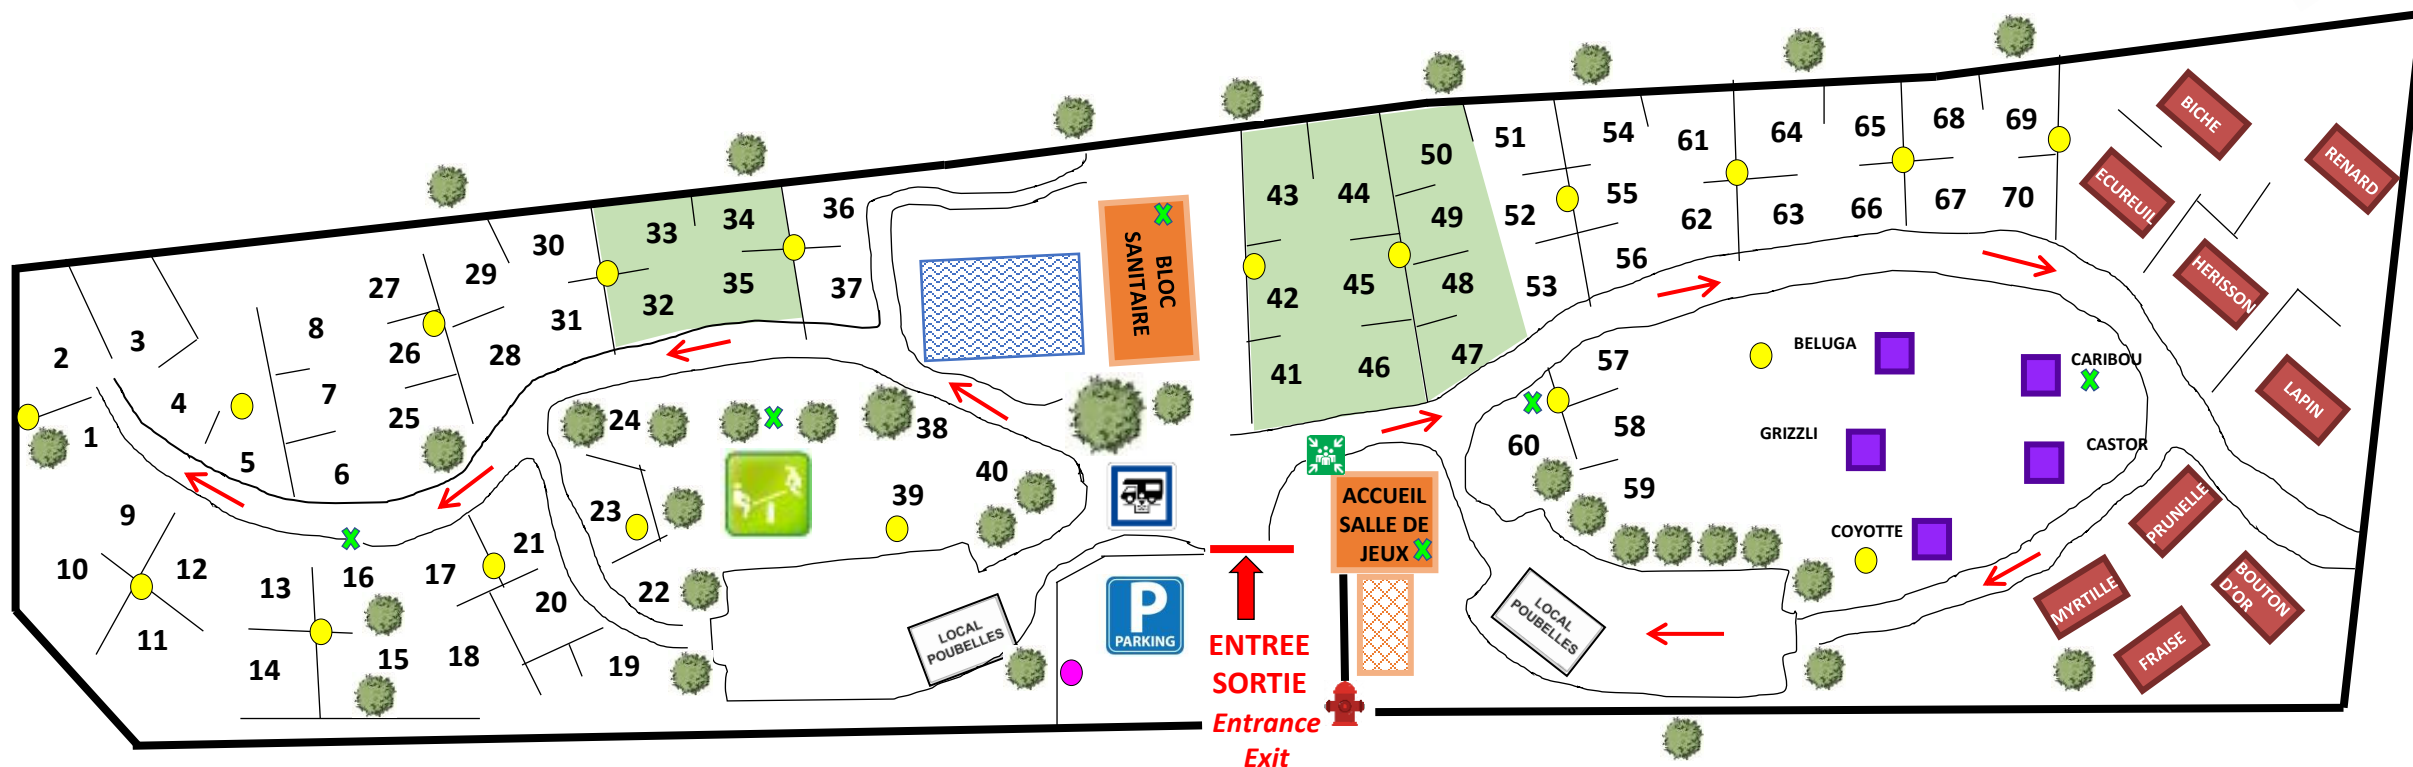 1
2
3
4
5
6
7
8
9
10
11
12
13
14
15
16
17
18
19
20
21
22
23
24
25
26
27
28
29
30
31
32
33
34
35
36
37
38
39
40
BLOC
SANITAIRE
LOCAL
POUBELLES
P
PARKING
ENTREE
SORTIE
Entrance
Exit
ACCUEIL
SALLE DE
JEUX
41
42
43
44
45
46
47
48
49
50
51
52
53
54
55
56
57
58
59
60
61
62
63
64
65
66
67
68
69
70
LOCAL
POUBELLES
BELUGA
CARIBOU
GRIZZLI
CASTOR
COYOTTE
BICHE
RENARD
ECUREUIL
HERISSON
LAPIN
PRUNELLE
MYRTILLE
BOUTON
D'OR
FRAISE